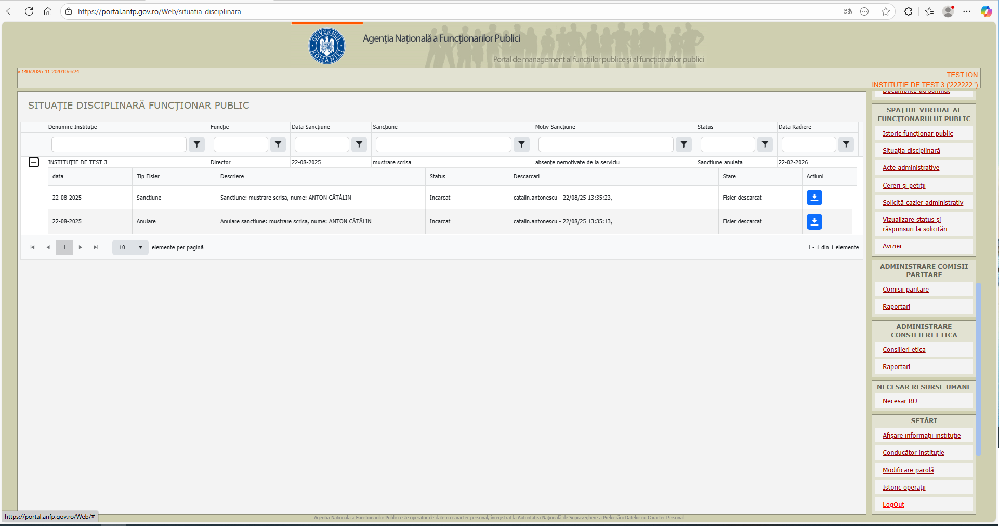 https://portal.anfp.gov.ro/Web/situatia-disciplinara
GUVERNUL ROMÂNIEI
Agenția Națională a Funcționarilor Publici
Portal de management al funcțiilor publice și al funcționarilor publici
v.149/2025-11-20/910eb24
TEST ION
INSTITUȚIE DE TEST 3 ('222222 ')
SITUAȚIE DISCIPLINARĂ FUNCȚIONAR PUBLIC
Denumire Instituție Funcție Data Sancțiune Sancțiune Motiv Sancțiune Status Data Radiere
INSTITUȚIE DE TEST 3 Director 22-08-2025 mustrare scrisa absențe nemotivate de la serviciu Sanctiune anulata 22-02-2026
data Tip Fisier Descriere Status Descarcari Stare Actiuni
22-08-2025 Sanctiune Sanctiune: mustrare scrisa, nume: ANTON CĂTĂLIN Incarcat catalin.antonescu - 22/08/25 13:35:23, Fisier descarcat
22-08-2025 Anulare Anulare sanctiune: mustrare scrisa, nume: ANTON CĂTĂLIN Incarcat catalin.antonescu - 22/08/25 13:35:13, Fisier descarcat
1 10 elemente per pagină 1 - 1 din 1 elemente
Documente de semnat
SPAȚIUL VIRTUAL AL
FUNCȚIONARULUI PUBLIC
Istoric funcționar public
Situația disciplinară
Acte administrative
Cereri și petiții
Solicită cazier administrativ
Vizualizare status și
răspunsuri la solicitări
Avizier
ADMINISTRARE COMISII
PARITARE
Comisii paritare
Raportari
ADMINISTRARE
CONSILIERI ETICA
Consilieri etica
Raportari
NECESAR RESURSE UMANE
Necesar RU
SETĂRI
Afișare informații instituție
Conducător instituție
Modificare parolă
Istoric operații
LogOut
https://portal.anfp.gov.ro/Web/#
Agentia Nationala a Functionarilor Publici este operator de date cu caracter personal, înregistrat la Autoritatea Națională de Supraveghere a Prelucrării Datelor cu Caracter Personal